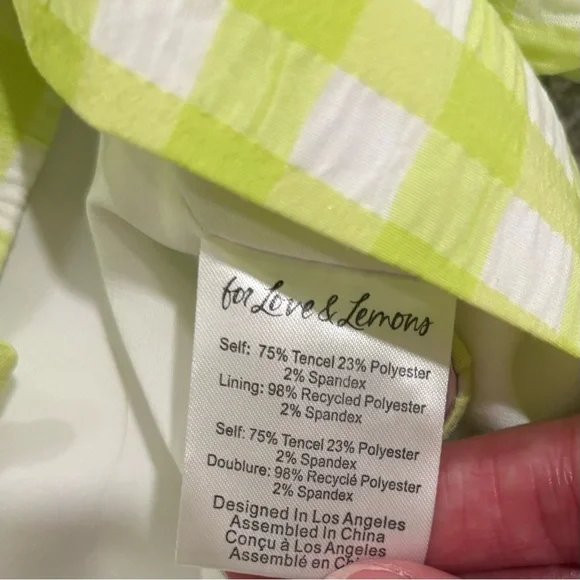 for Love & Lemons
Self: 75% Tencel 23% Polyester
2% Spandex
Lining: 98% Recycled Polyester
2% Spandex
Self: 75% Tencel 23% Polyester
2% Spandex
Doublure: 98% Recyclé Polyester
2% Spandex
Designed In Los Angeles
Assembled In China
Conçu à Los Angeles
Assemblé en